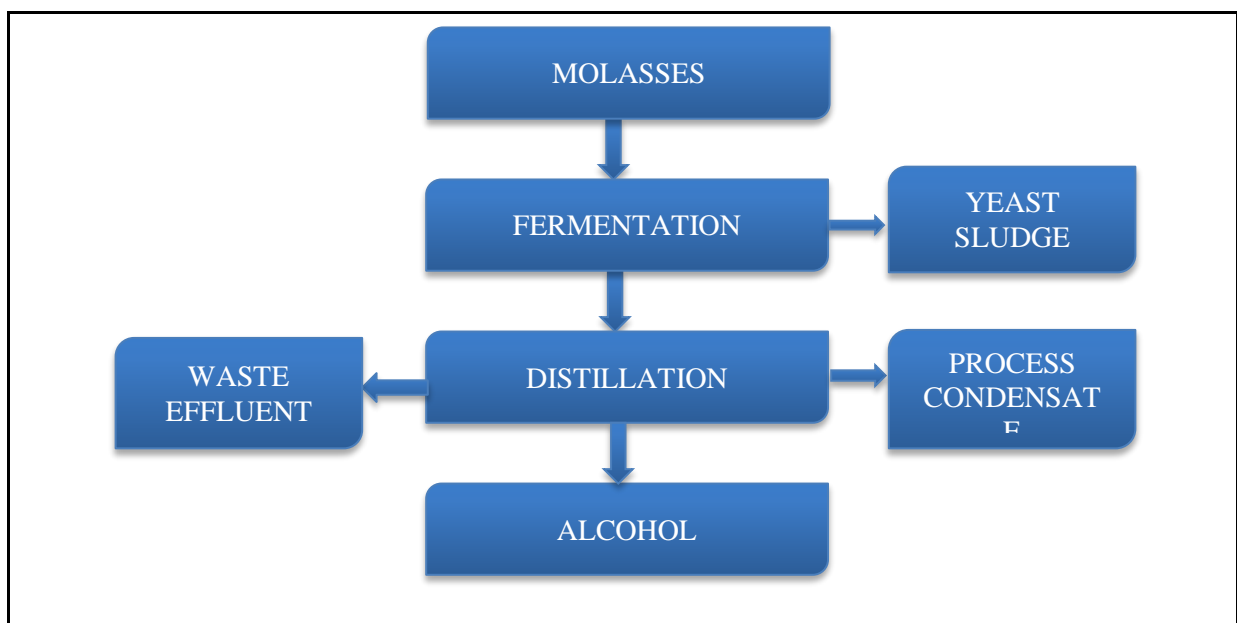 MOLASSES
FERMENTATION
YEAST
SLUDGE
WASTE
EFFLUENT
DISTILLATION
PROCESS
CONDENSAT
E
ALCOHOL